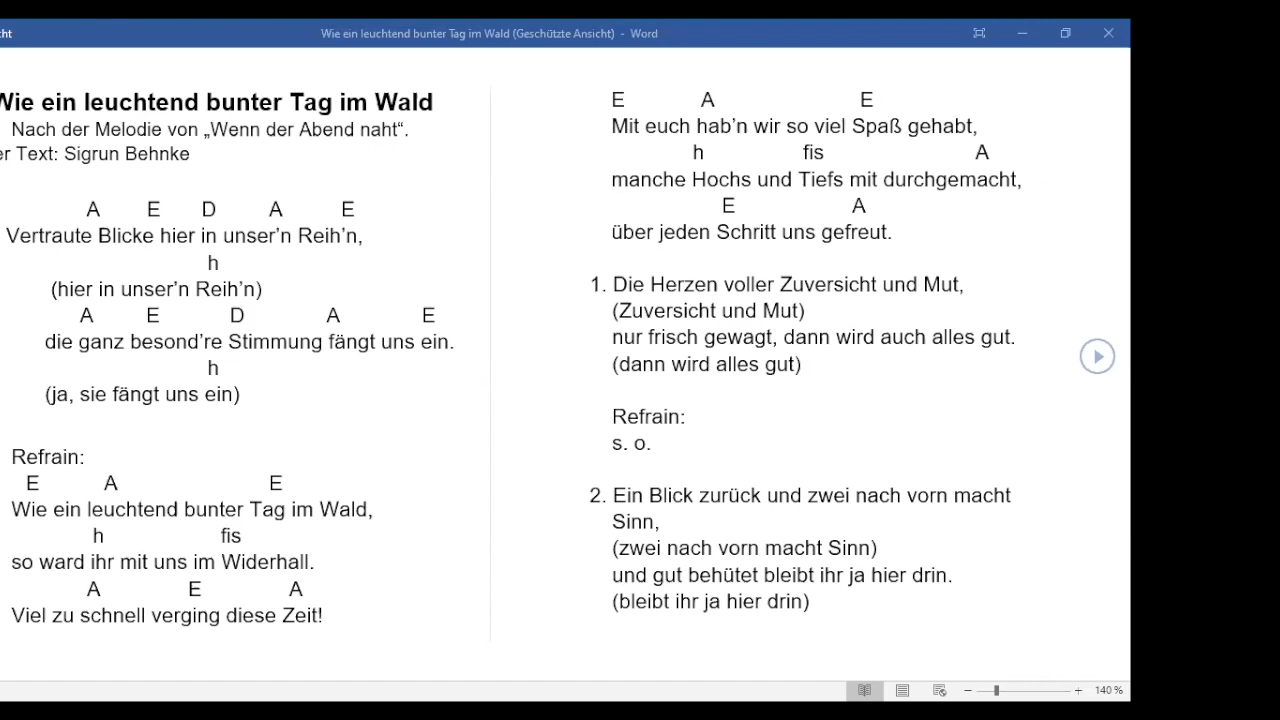 cht
Wie ein leuchtend bunter Tag im Wald (Geschützte Ansicht) - Word
Wie ein leuchtend bunter Tag im Wald
Nach der Melodie von „Wenn der Abend naht“.
er Text: Sigrun Behnke
A E D A E
Vertraute Blicke hier in unser’n Reih’n,
h
(hier in unser’n Reih’n)
A E D A E
die ganz besond’re Stimmung fängt uns ein.
h
(ja, sie fängt uns ein)
Refrain:
E A E
Wie ein leuchtend bunter Tag im Wald,
h fis
so ward ihr mit uns im Widerhall.
A E A
Viel zu schnell verging diese Zeit!
E A E
Mit euch hab’n wir so viel Spaß gehabt,
h fis A
manche Hochs und Tiefs mit durchgemacht,
E A
über jeden Schritt uns gefreut.
1. Die Herzen voller Zuversicht und Mut,
(Zuversicht und Mut)
nur frisch gewagt, dann wird auch alles gut.
(dann wird alles gut)
Refrain:
s. o.
2. Ein Blick zurück und zwei nach vorn macht
Sinn,
(zwei nach vorn macht Sinn)
und gut behütet bleibt ihr ja hier drin.
(bleibt ihr ja hier drin)
140 %